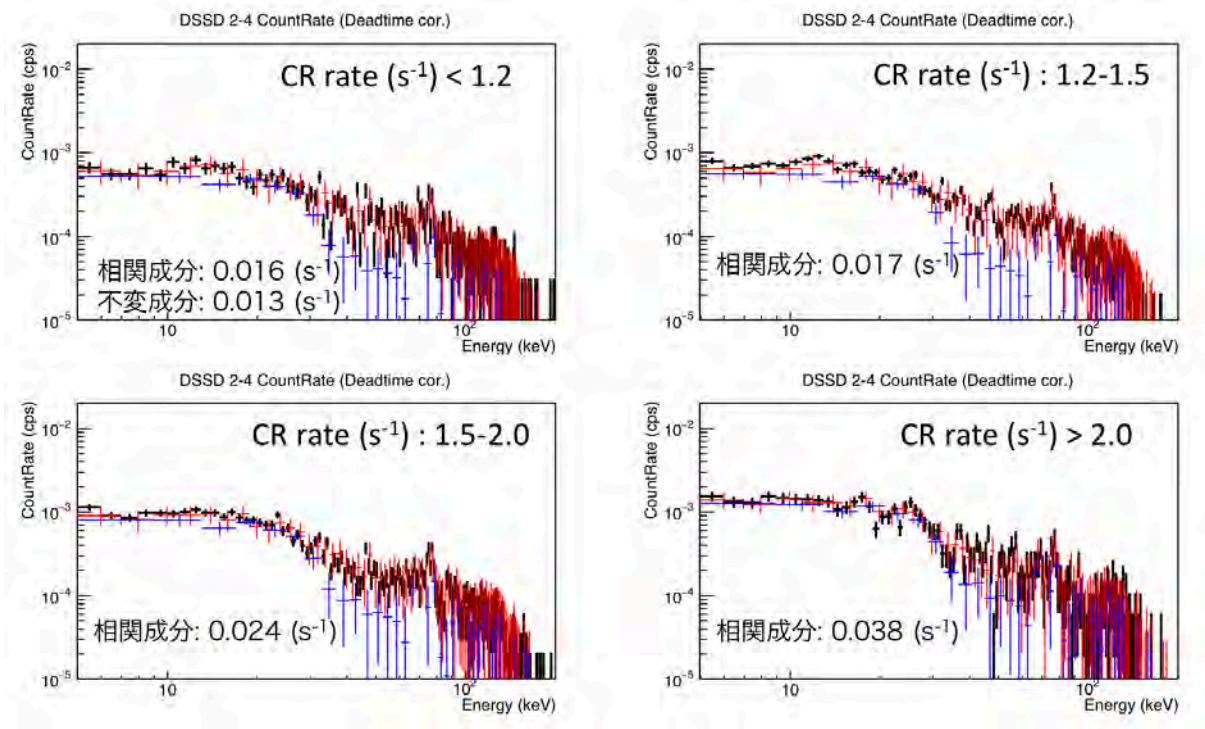 DSSD 2-4 CountRate (Deadtime cor.)
CountRate (cps)
10⁻²
10⁻³
10⁻⁴
10⁻⁵
CR rate (s⁻¹) < 1.2
相関成分: 0.016 (s⁻¹)
不変成分: 0.013 (s⁻¹)
10
10²
Energy (keV)
DSSD 2-4 CountRate (Deadtime cor.)
CountRate (cps)
10⁻²
10⁻³
10⁻⁴
10⁻⁵
CR rate (s⁻¹) : 1.2-1.5
相関成分: 0.017 (s⁻¹)
10
10²
Energy (keV)
DSSD 2-4 CountRate (Deadtime cor.)
CountRate (cps)
10⁻²
10⁻³
10⁻⁴
10⁻⁵
CR rate (s⁻¹) : 1.5-2.0
相関成分: 0.024 (s⁻¹)
10
10²
Energy (keV)
DSSD 2-4 CountRate (Deadtime cor.)
CountRate (cps)
10⁻²
10⁻³
10⁻⁴
10⁻⁵
CR rate (s⁻¹) > 2.0
相関成分: 0.038 (s⁻¹)
10
10²
Energy (keV)